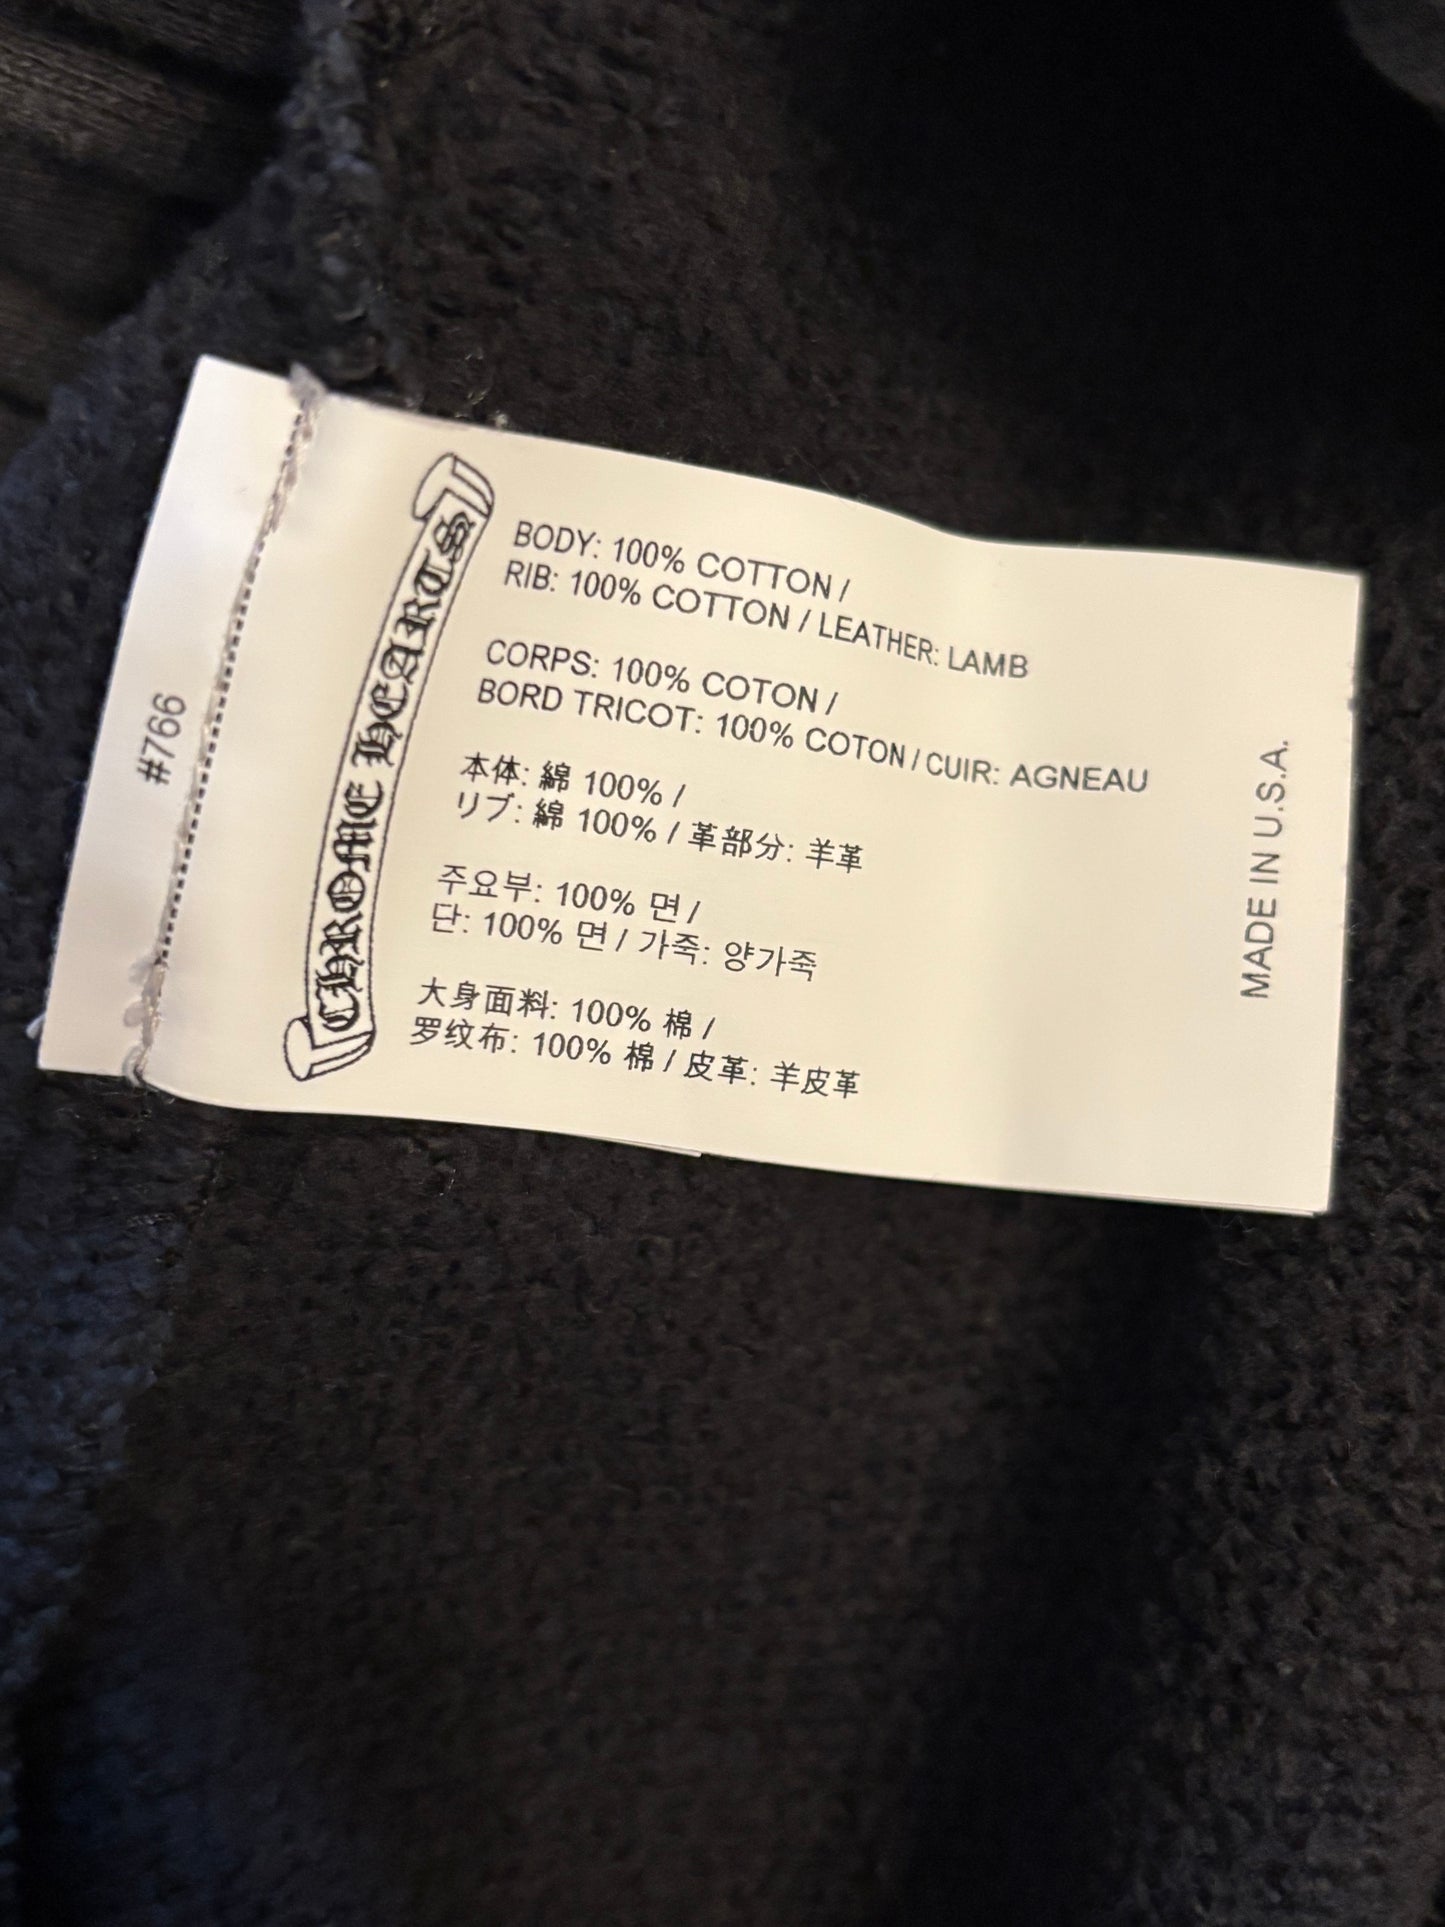 #766
CHROME HEARTS
BODY: 100% COTTON /
RIB: 100% COTTON / LEATHER: LAMB
CORPS: 100% COTON /
BORD TRICOT: 100% COTON / CUIR: AGNEAU
本体: 綿 100% /
リブ: 綿 100% / 革部分: 羊革
주요부: 100% 면 /
단: 100% 면 / 가죽: 양가죽
大身面料: 100% 棉 /
罗纹布: 100% 棉 / 皮革: 羊皮革
MADE IN U.S.A.